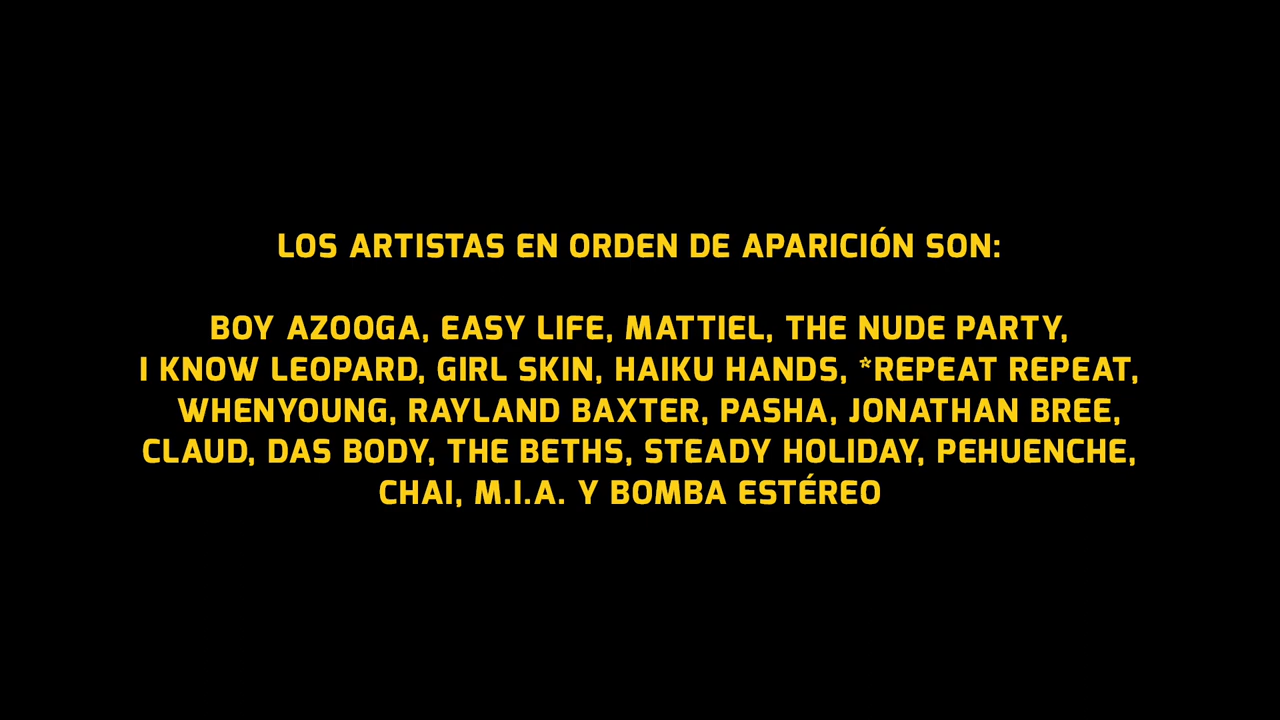 LOS ARTISTAS EN ORDEN DE APARICIÓN SON:
BOY AZOOGA, EASY LIFE, MATTIEL, THE NUDE PARTY,
I KNOW LEOPARD, GIRL SKIN, HAIKU HANDS, *REPEAT REPEAT,
WHENYOUNG, RAYLAND BAXTER, PASHA, JONATHAN BREE,
CLAUD, DAS BODY, THE BETHS, STEADY HOLIDAY, PEHUENCHE,
CHAI, M.I.A. Y BOMBA ESTÉREO